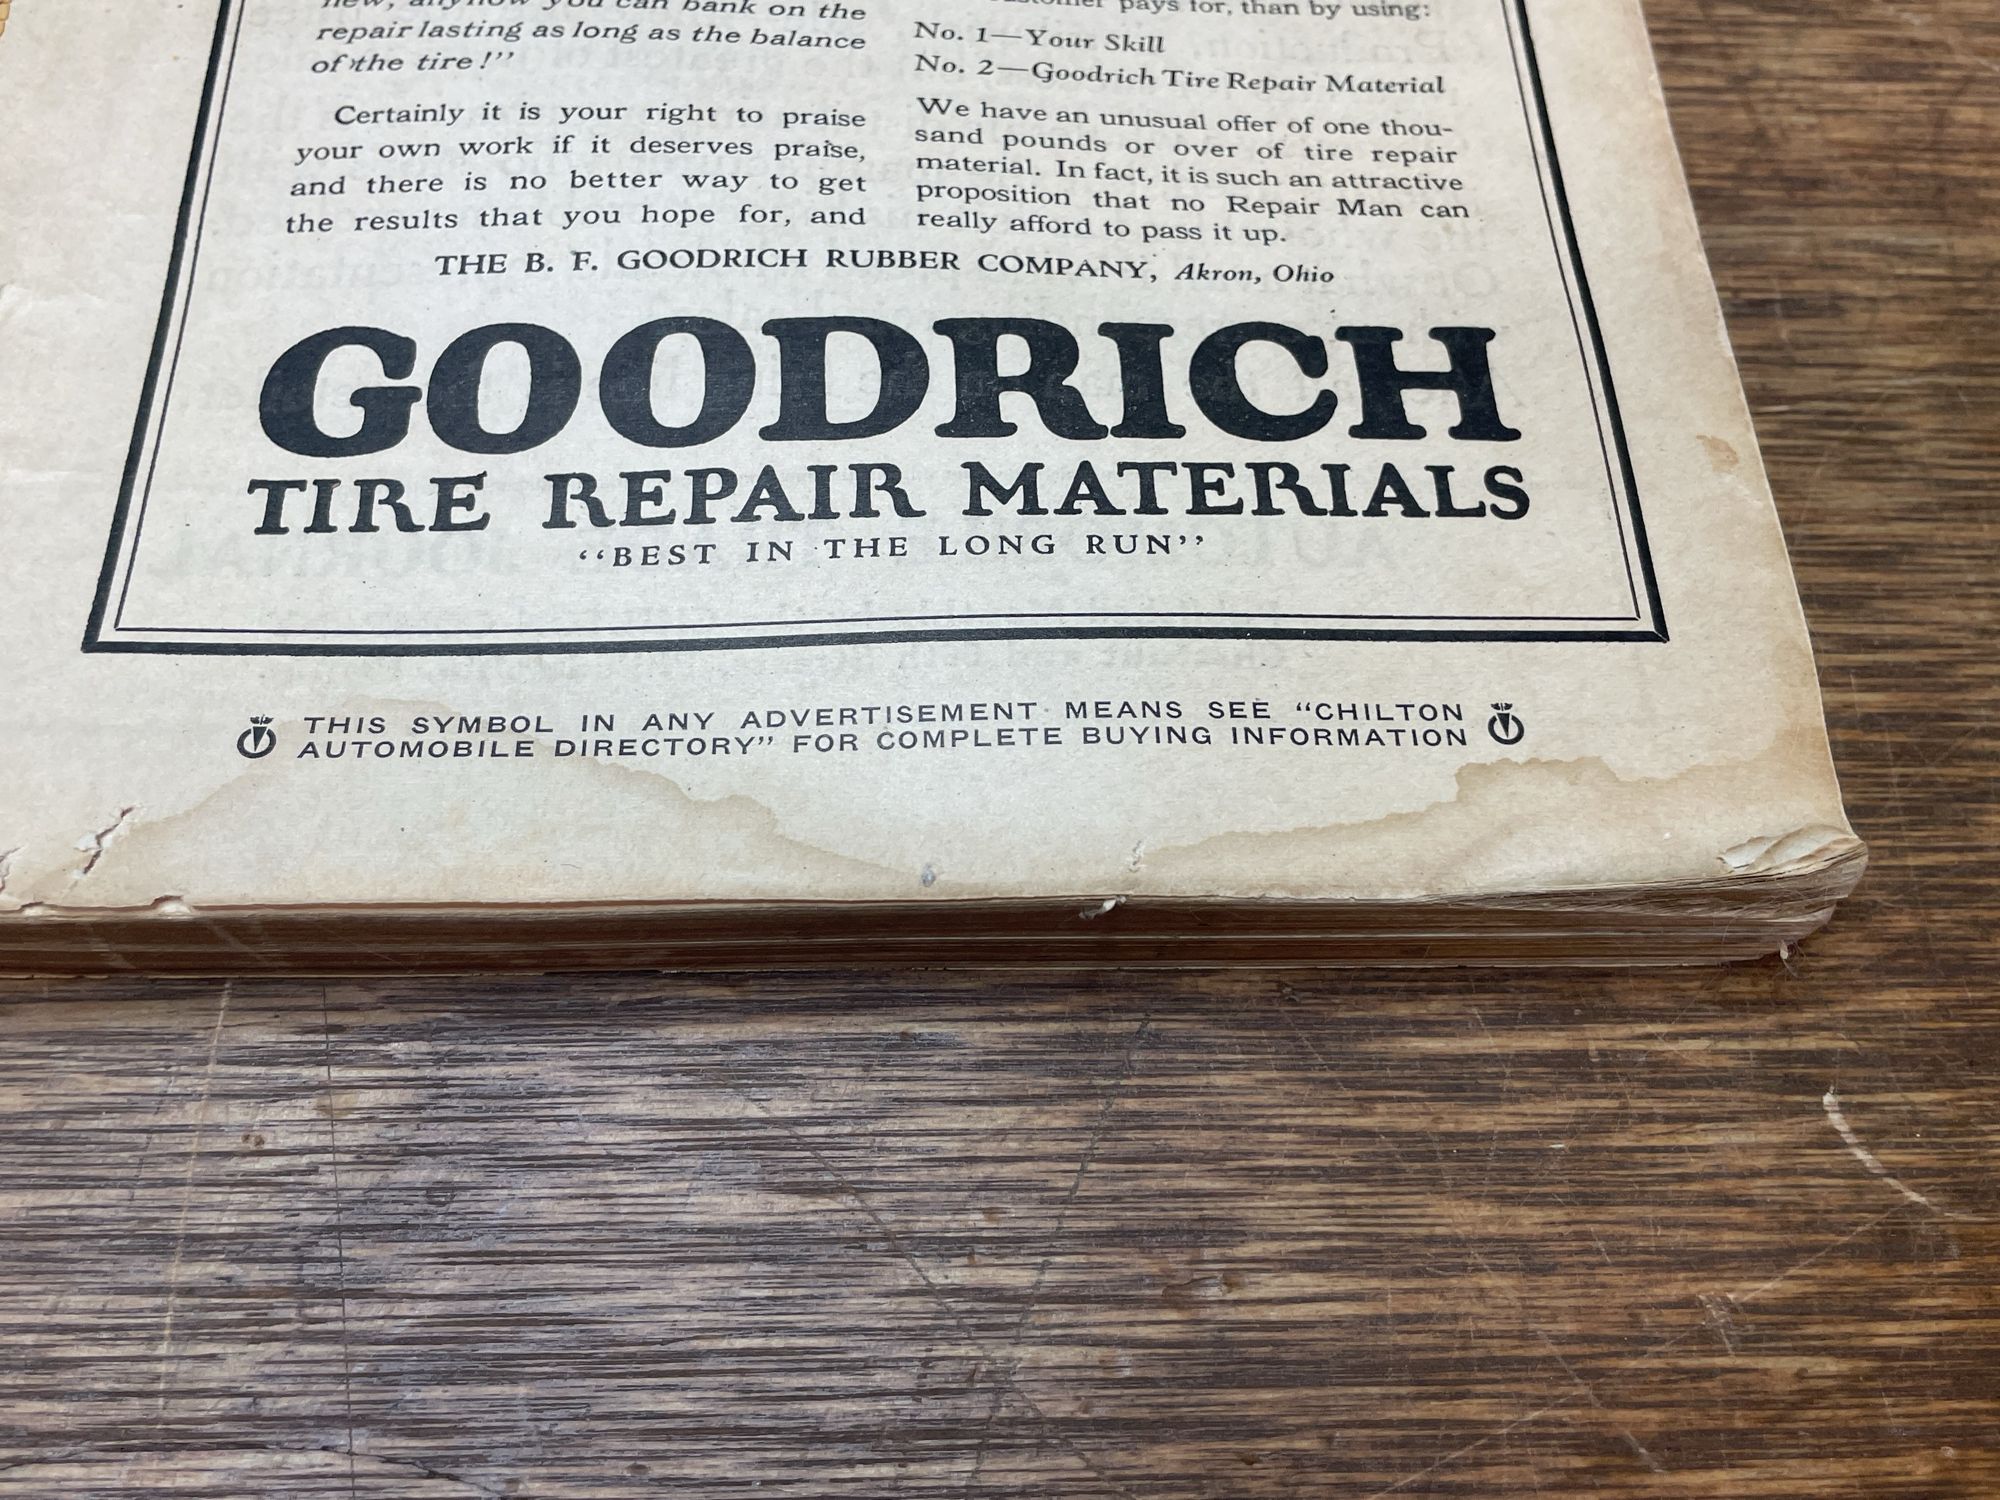 new, anyhow you can bank on the
repair lasting as long as the balance
of the tire!”
Certainly it is your right to praise
your own work if it deserves praise,
and there is no better way to get
the results that you hope for, and
customer pays for, than by using:
No. 1—Your Skill
No. 2—Goodrich Tire Repair Material
We have an unusual offer of one thou-
sand pounds or over of tire repair
material. In fact, it is such an attractive
proposition that no Repair Man can
really afford to pass it up.
THE B. F. GOODRICH RUBBER COMPANY, Akron, Ohio
GOODRICH
TIRE REPAIR MATERIALS
“BEST IN THE LONG RUN”
THIS SYMBOL IN ANY ADVERTISEMENT MEANS SEE “CHILTON
AUTOMOBILE DIRECTORY” FOR COMPLETE BUYING INFORMATION